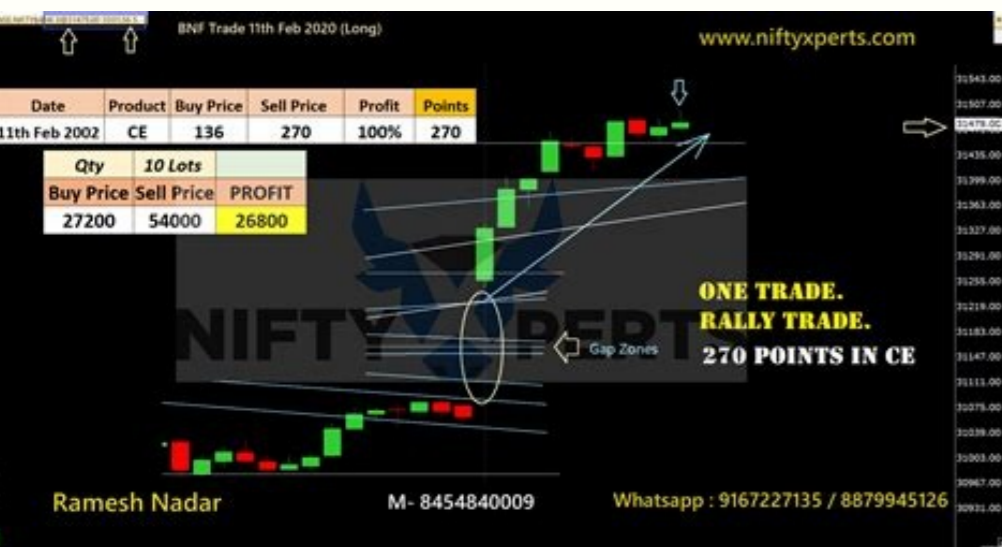 BNF Trade 11th Feb 2020 (Long)
www.niftyxperts.com
Date Product Buy Price Sell Price Profit Points
11th Feb 2002 CE 136 270 100% 270
Qty 10 Lots
Buy Price Sell Price PROFIT
27200 54000 26800
NIFTY XPERTS
Gap Zones
ONE TRADE.
RALLY TRADE.
270 POINTS IN CE
Ramesh Nadar
M- 8454840009
Whatsapp : 9167227135 / 8879945126
31543.00
31507.00
31479.00
31435.00
31399.00
31363.00
31327.00
31291.00
31255.00
31219.00
31183.00
31147.00
31111.00
31075.00
31039.00
31003.00
30967.00
30931.00